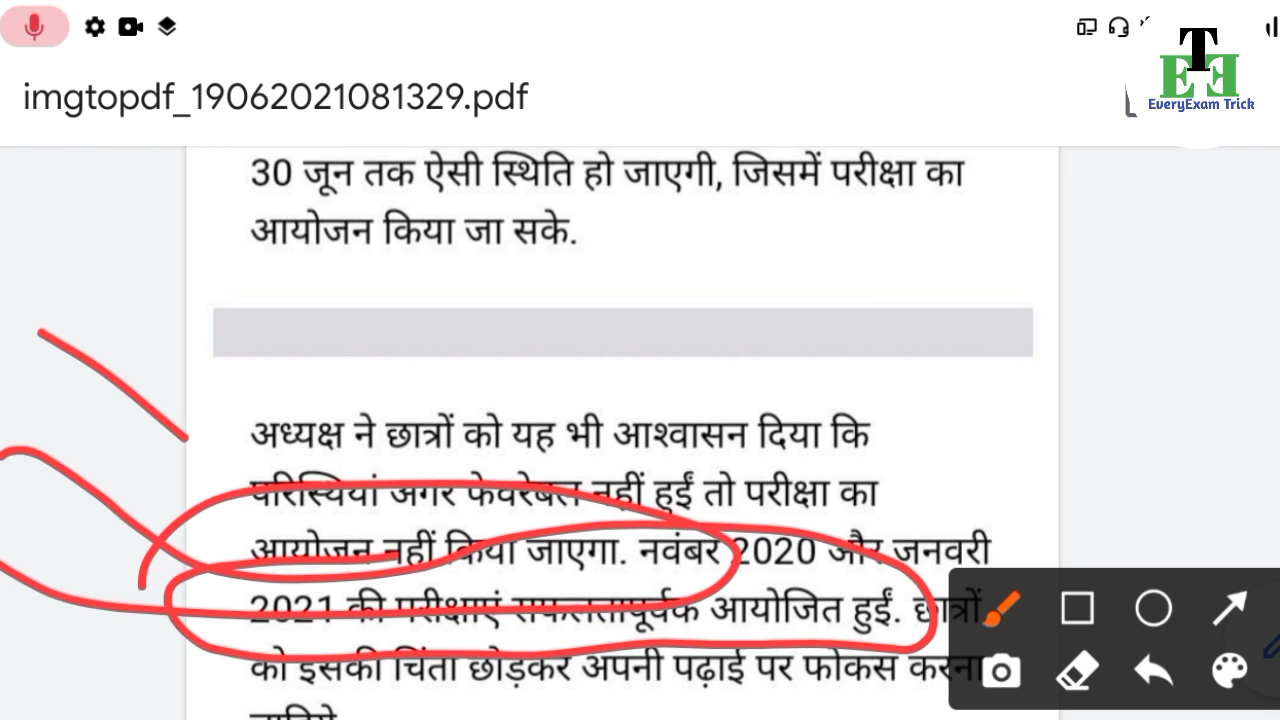 T
EE
EveryExam Trick
imgtopdf_19062021081329.pdf
30 जून तक ऐसी स्थिति हो जाएगी, जिसमें परीक्षा का
आयोजन किया जा सके.
अध्यक्ष ने छात्रों को यह भी आश्वासन दिया कि
परिस्थियां अगर फेवरेबल नहीं हुईं तो परीक्षा का
आयोजन नहीं किया जाएगा. नवंबर 2020 और जनवरी
2021 की परीक्षाएं सफलतापूर्वक आयोजित हुईं. छात्रों
को इसकी चिंता छोड़कर अपनी पढ़ाई पर फोकस करना